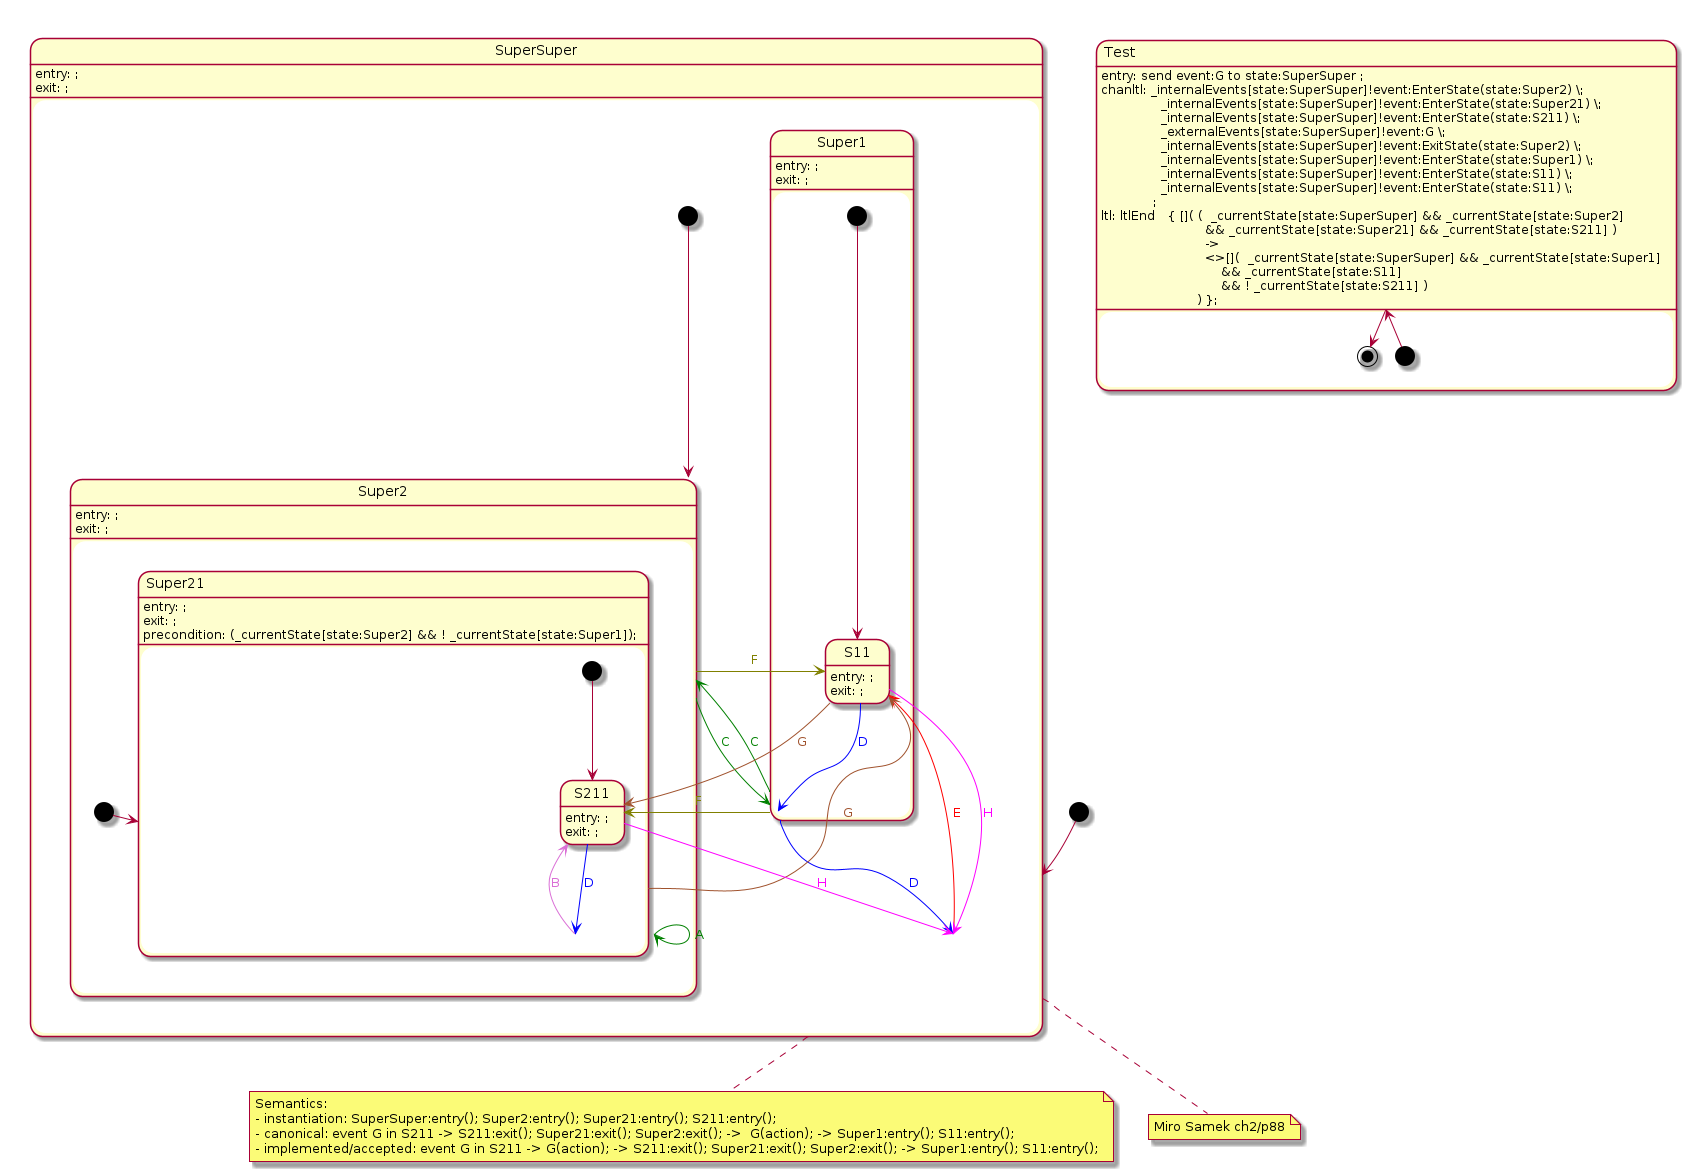 SuperSuper
entry: ;
exit: ;
Super1
entry: ;
exit: ;
Super2
entry: ;
exit: ;
Super21
entry: ;
exit: ;
precondition: (_currentState[state:Super2] && ! _currentState[state:Super1]);
S11
entry: ;
exit: ;
F
C
C
G
D
S211
entry: ;
exit: ;
F
G
E
H
B
D
H
D
A
Test
entry: send event:G to state:SuperSuper ;
chanltl: _internalEvents[state:SuperSuper]!event:EnterState(state:Super2) \;
_internalEvents[state:SuperSuper]!event:EnterState(state:Super21) \;
_internalEvents[state:SuperSuper]!event:EnterState(state:S211) \;
_externalEvents[state:SuperSuper]!event:G \;
_internalEvents[state:SuperSuper]!event:ExitState(state:Super2) \;
_internalEvents[state:SuperSuper]!event:EnterState(state:Super1) \;
_internalEvents[state:SuperSuper]!event:EnterState(state:S11) \;
_internalEvents[state:SuperSuper]!event:EnterState(state:S11) \;
;
ltl: ltlEnd { []( ( _currentState[state:SuperSuper] && _currentState[state:Super2]
&& _currentState[state:Super21] && _currentState[state:S211] )
->
<>[]( _currentState[state:SuperSuper] && _currentState[state:Super1]
&& _currentState[state:S11]
&& ! _currentState[state:S211] )
) };
Semantics:
- instantiation: SuperSuper:entry(); Super2:entry(); Super21:entry(); S211:entry();
- canonical: event G in S211 -> S211:exit(); Super21:exit(); Super2:exit(); -> G(action); -> Super1:entry(); S11:entry();
- implemented/accepted: event G in S211 -> G(action); -> S211:exit(); Super21:exit(); Super2:exit(); -> Super1:entry(); S11:entry();
Miro Samek ch2/p88